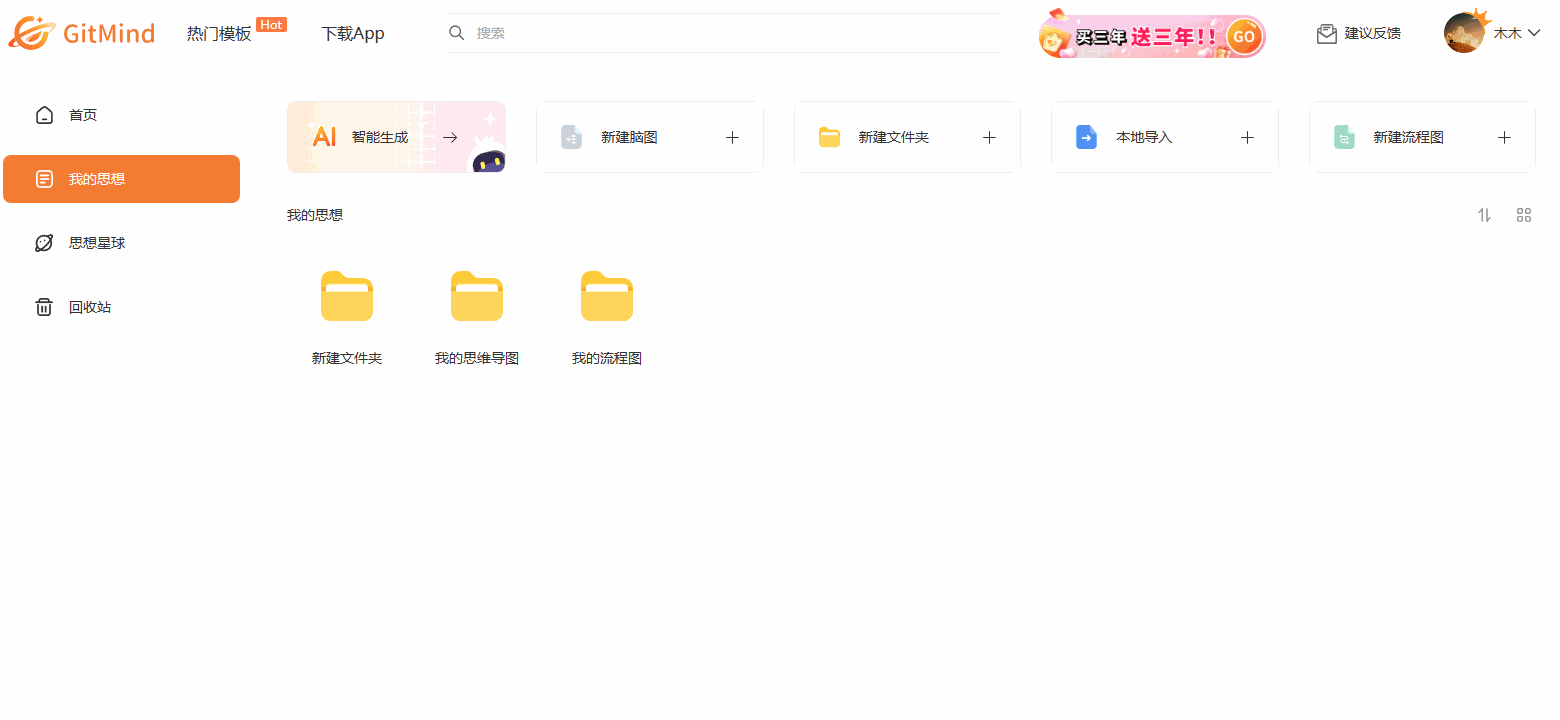 GitMind
热门模板
Hot
下载App
搜索
买三年 送三年!!
GO
建议反馈
木木
首页
我的思想
思想星球
回收站
AI 智能生成
新建脑图
新建文件夹
本地导入
新建流程图
我的思想
新建文件夹
我的思维导图
我的流程图